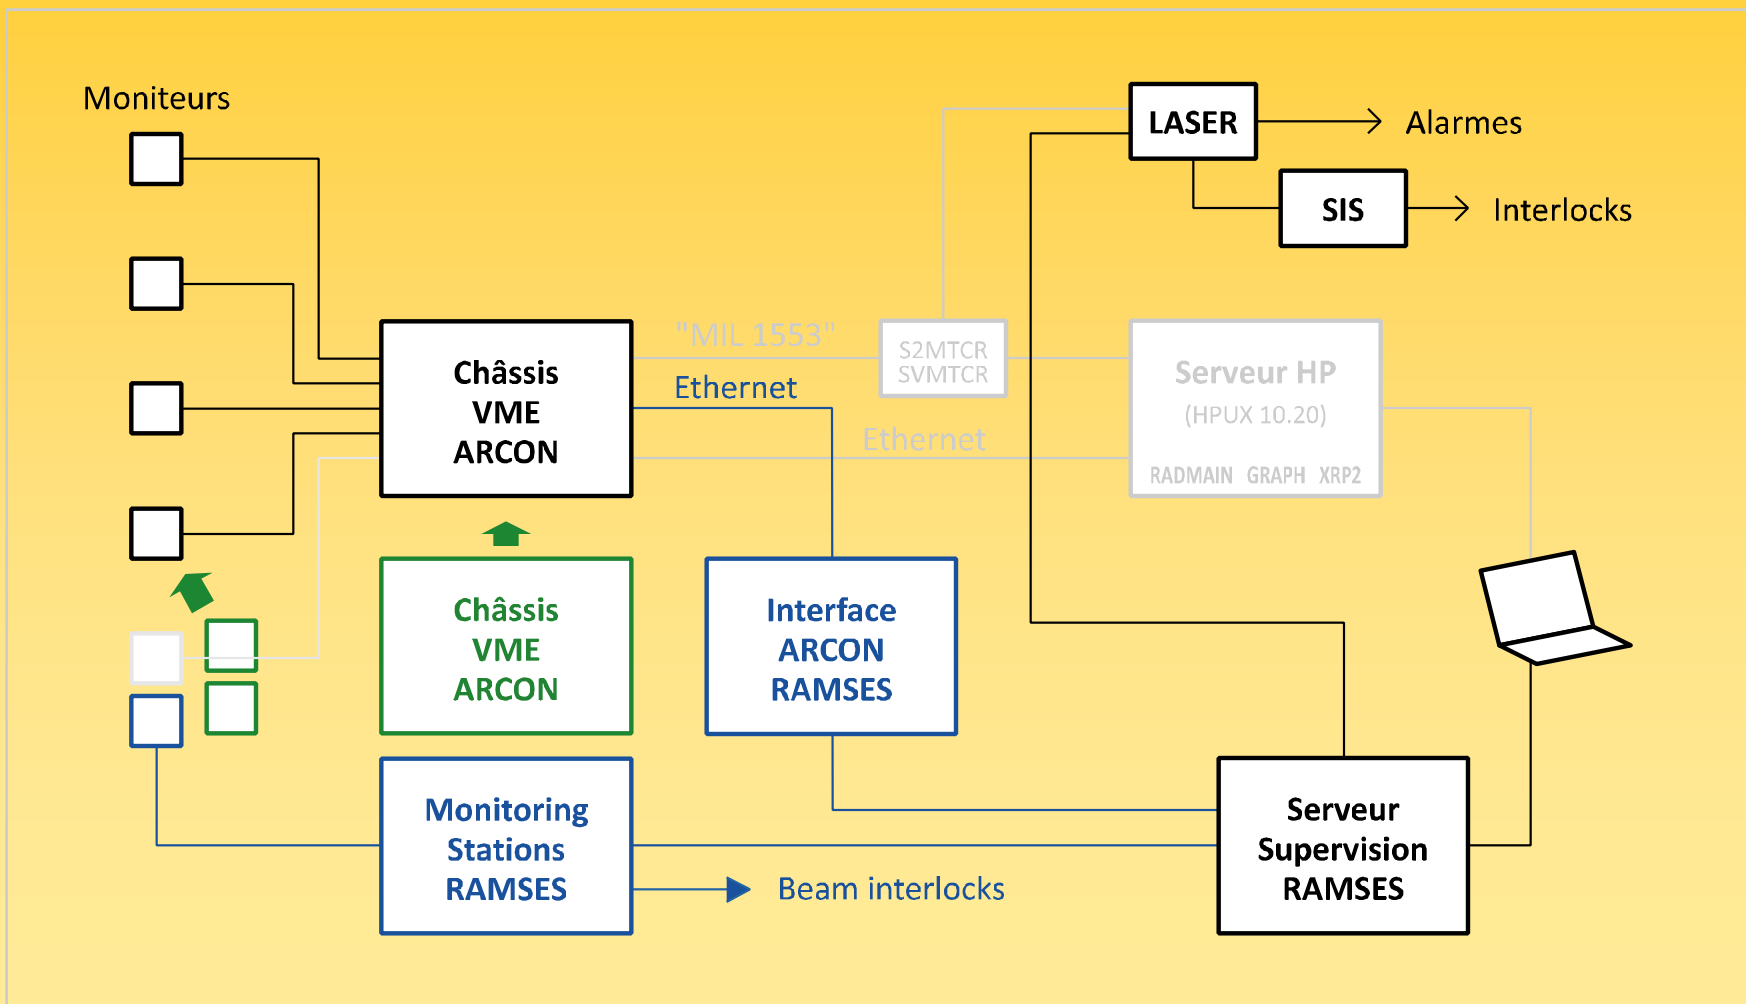 Moniteurs
LASER
Alarmes
SIS
Interlocks
"MIL 1553"
S2MTCR
SVMTCR
Châssis
VME
ARCON
Ethernet
Ethernet
Serveur HP
(HPUX 10.20)
RADMAIN GRAPH XRP2
Châssis
VME
ARCON
Interface
ARCON
RAMSES
Monitoring
Stations
RAMSES
Beam interlocks
Serveur
Supervision
RAMSES